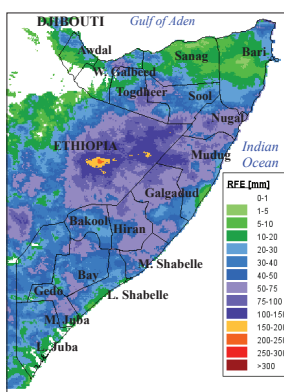 DJIBOUTI
Gulf of Aden
Awdal
Sanag
Bari
W. Galbeed
Togdheer
Sool
Nugal
ETHIOPIA
Mudug
Indian
Ocean
Galgadud
Bakool
Hiran
Bay
M. Shabelle
Gedo
L. Shabelle
M. Juba
L. Juba
RFE [mm]
0-1
1-5
5-10
10-20
20-30
30-40
40-50
50-75
75-100
100-150
150-200
200-250
250-300
>300